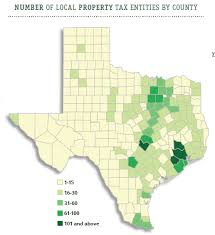 NUMBER OF LOCAL PROPERTY TAX ENTITIES BY COUNTY
1-15
16-30
31-60
61-100
101 and above